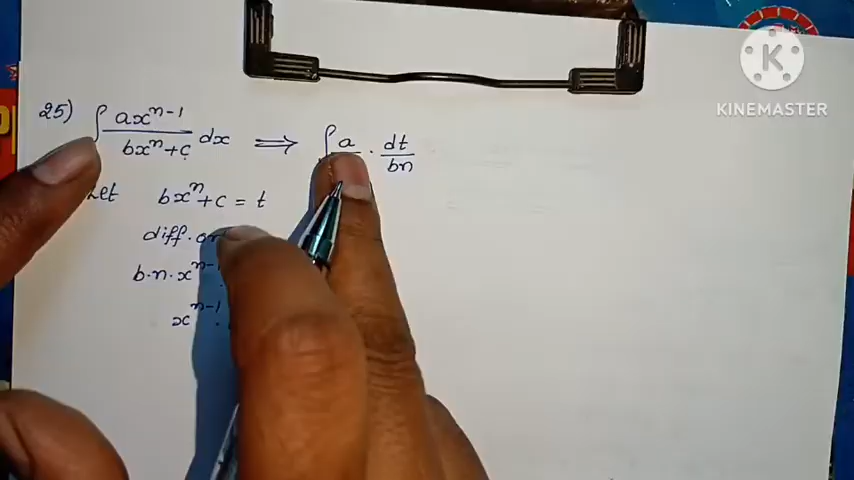 25) ∫ ax^{n-1}/(bx^n+c) dx ⟹ ∫ a/ · dt/bn
Let bx^n+c = t
diff.
b·n·x^{n-1}
x^{n-1} ·
KINEMASTER